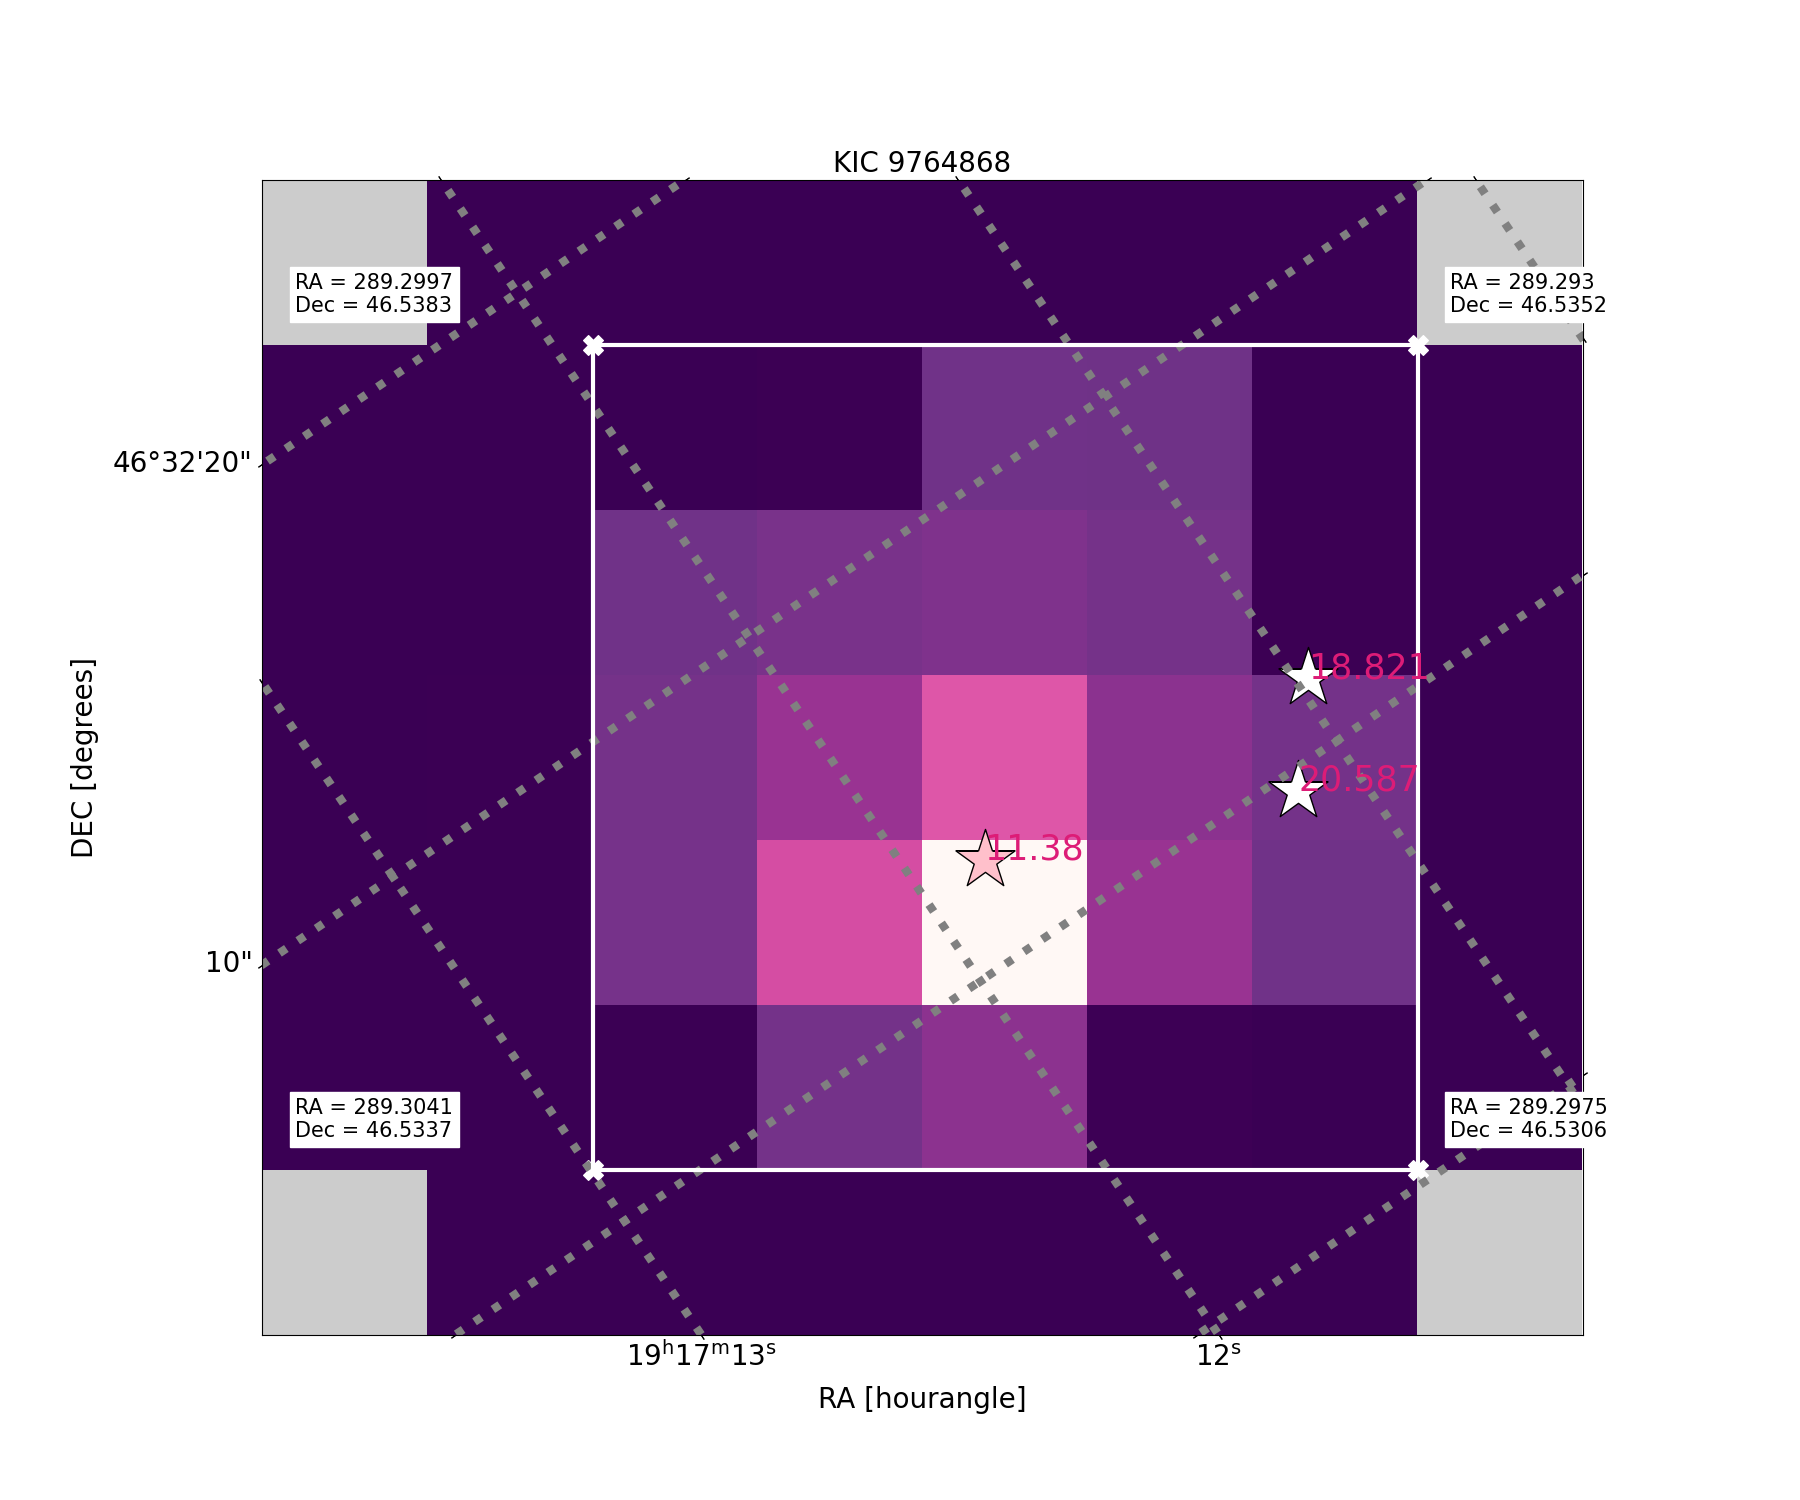 KIC 9764868
RA = 289.2997
Dec = 46.5383
RA = 289.293
Dec = 46.5352
46°32'20"
18.821
20.587
11.38
DEC [degrees]
10"
RA = 289.3041
Dec = 46.5337
RA = 289.2975
Dec = 46.5306
19ʰ17ᵐ13ˢ
12ˢ
RA [hourangle]